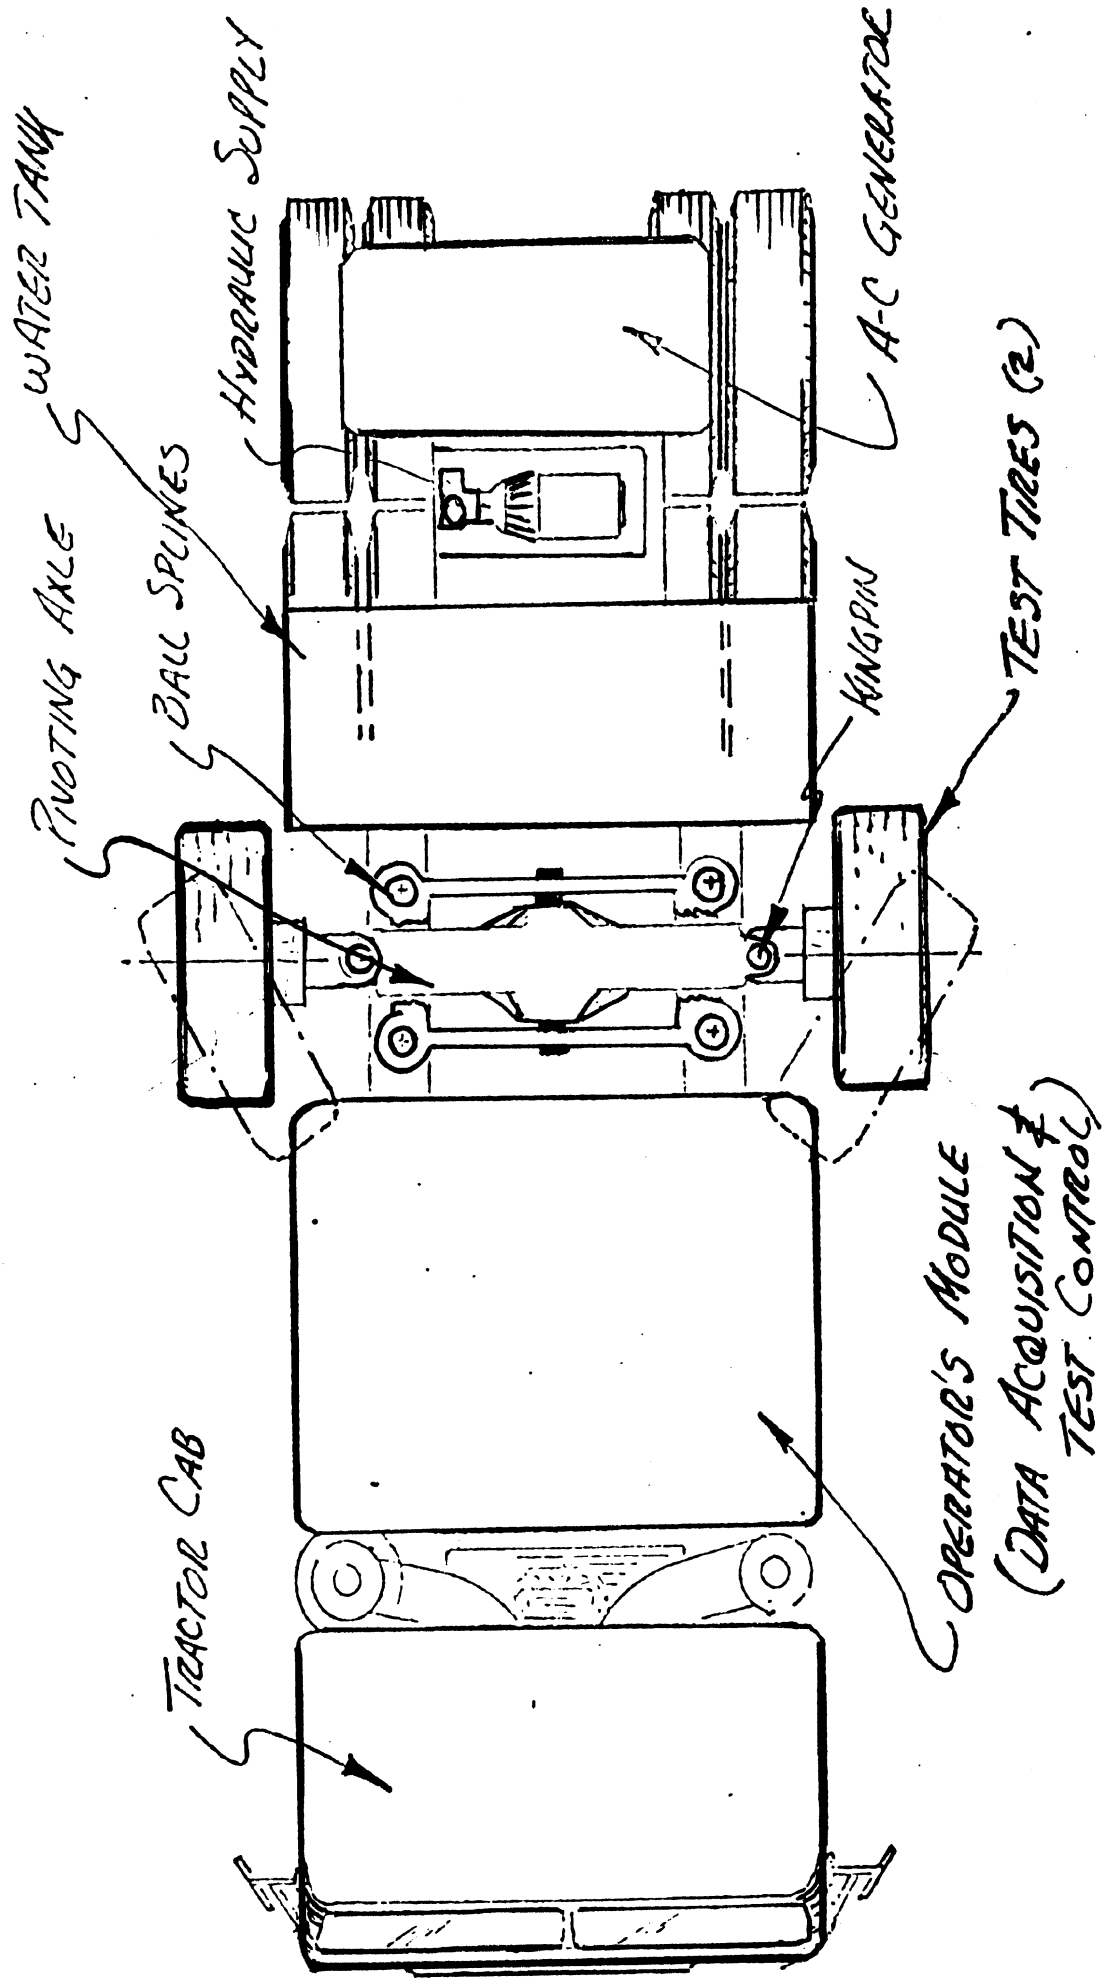 WATER TANK
HYDRAULIC SUPPLY
PIVOTING AXLE
BALL SPLINES
A-C GENERATOR
KINGPIN
TEST TIRES (2)
TRACTOR CAB
OPERATOR'S MODULE
(DATA ACQUISITION &
TEST CONTROL)